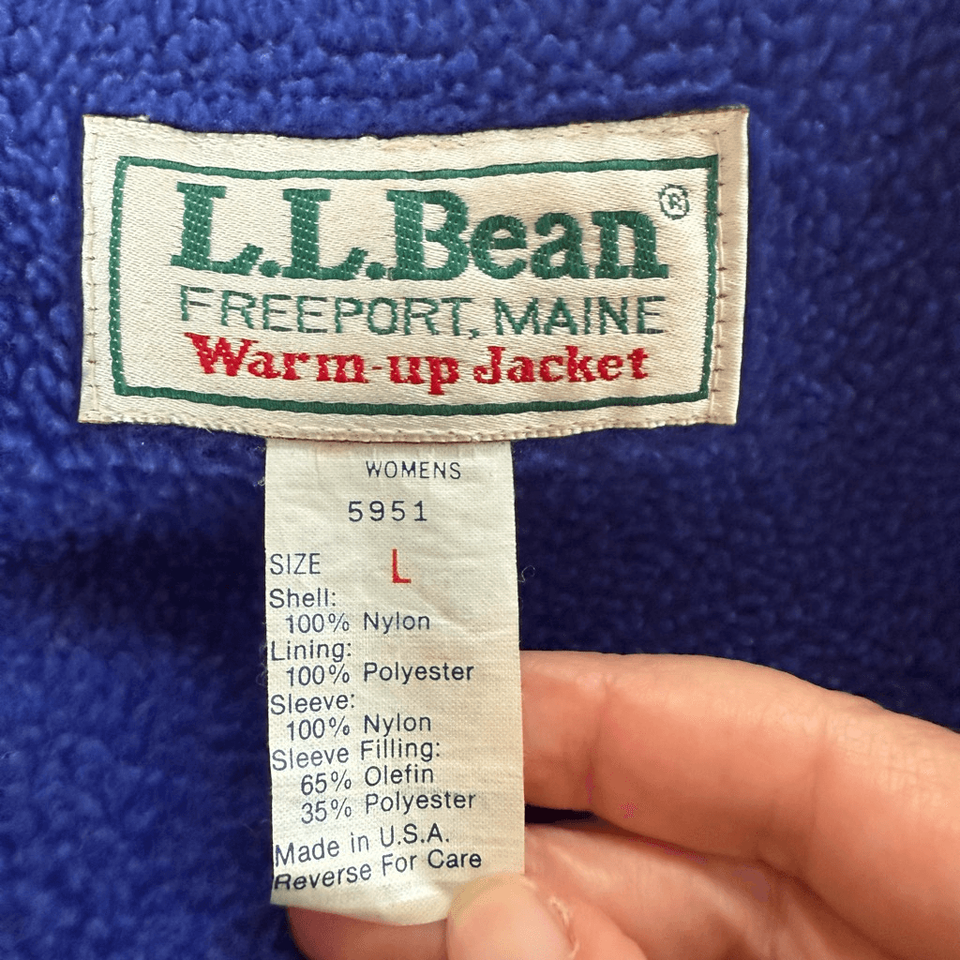 L.L.Bean®
FREEPORT, MAINE
Warm-up Jacket
WOMENS
5951
SIZE L
Shell:
100% Nylon
Lining:
100% Polyester
Sleeve:
100% Nylon
Sleeve Filling:
65% Olefin
35% Polyester
Made in U.S.A.
Reverse For Care